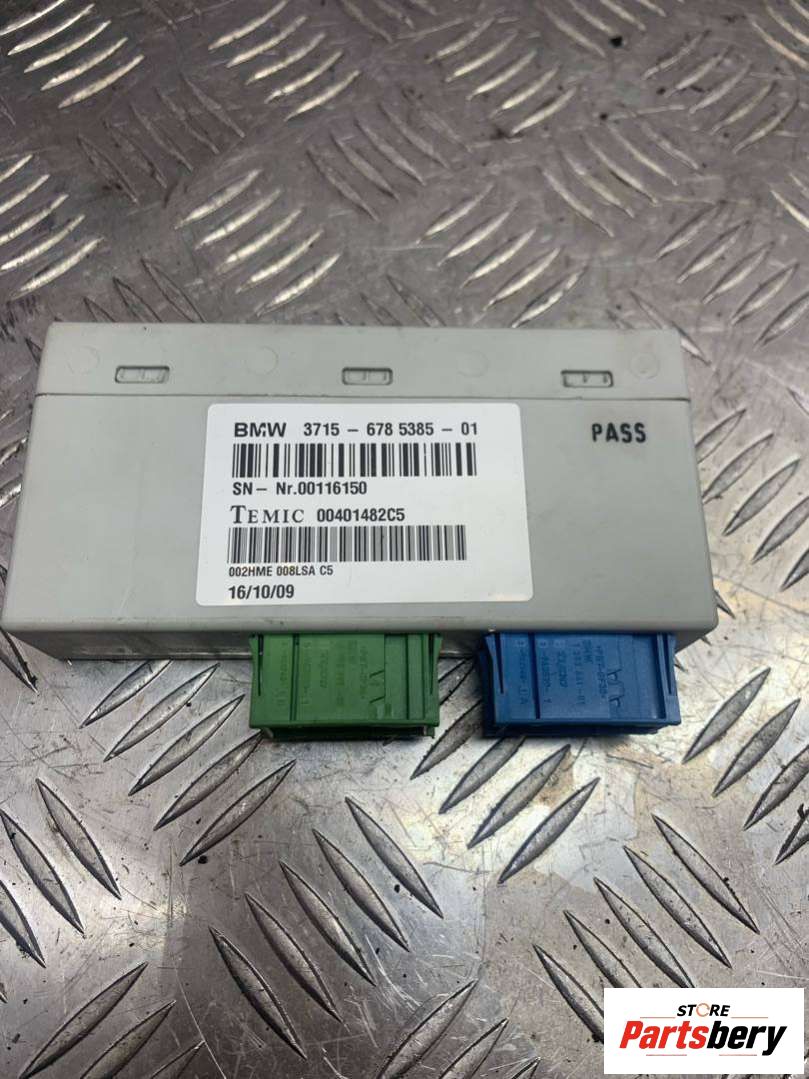 BMW 3715 - 678 5385 - 01
PASS
SN- Nr.00116150
TEMIC 00401482C5
002HME 008LSA C5
16/10/09
STORE
Partsbery